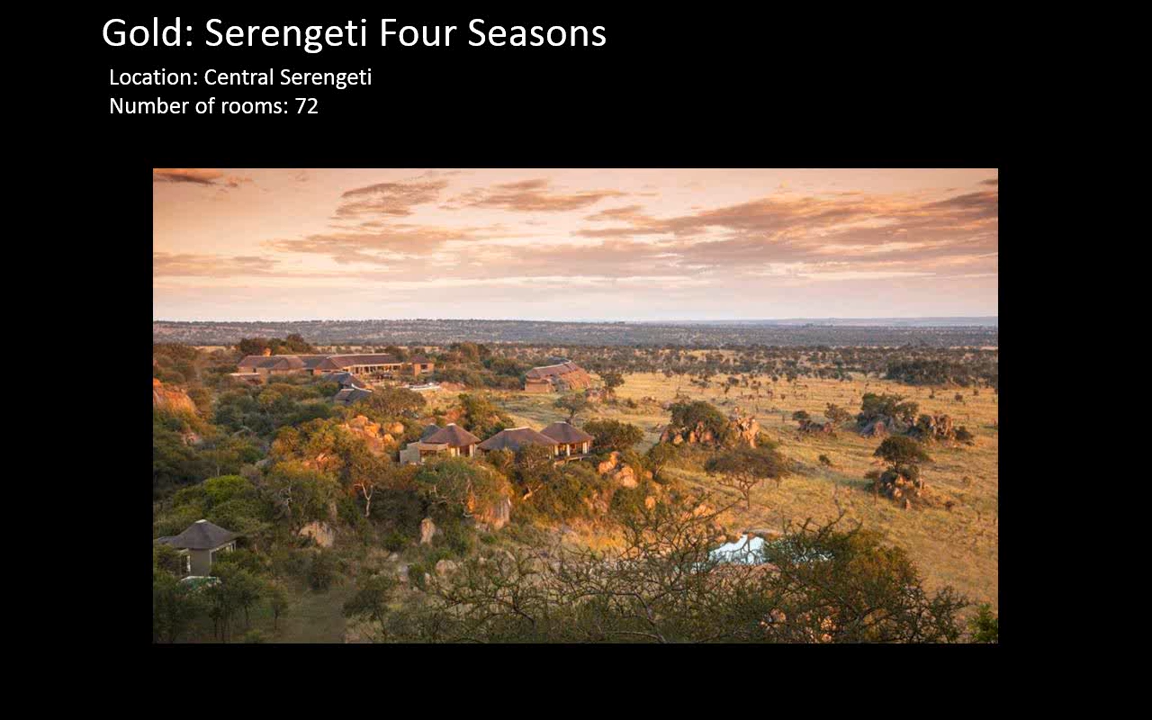 Gold: Serengeti Four Seasons
Location: Central Serengeti
Number of rooms: 72